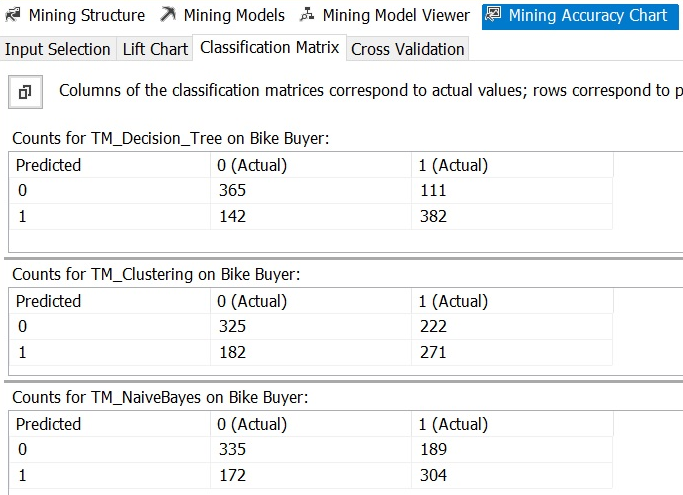 Mining Structure Mining Models Mining Model Viewer Mining Accuracy Chart
Input Selection Lift Chart Classification Matrix Cross Validation
Columns of the classification matrices correspond to actual values; rows correspond to p
Counts for TM_Decision_Tree on Bike Buyer:
Predicted 0 (Actual) 1 (Actual)
0 365 111
1 142 382
Counts for TM_Clustering on Bike Buyer:
Predicted 0 (Actual) 1 (Actual)
0 325 222
1 182 271
Counts for TM_NaiveBayes on Bike Buyer:
Predicted 0 (Actual) 1 (Actual)
0 335 189
1 172 304